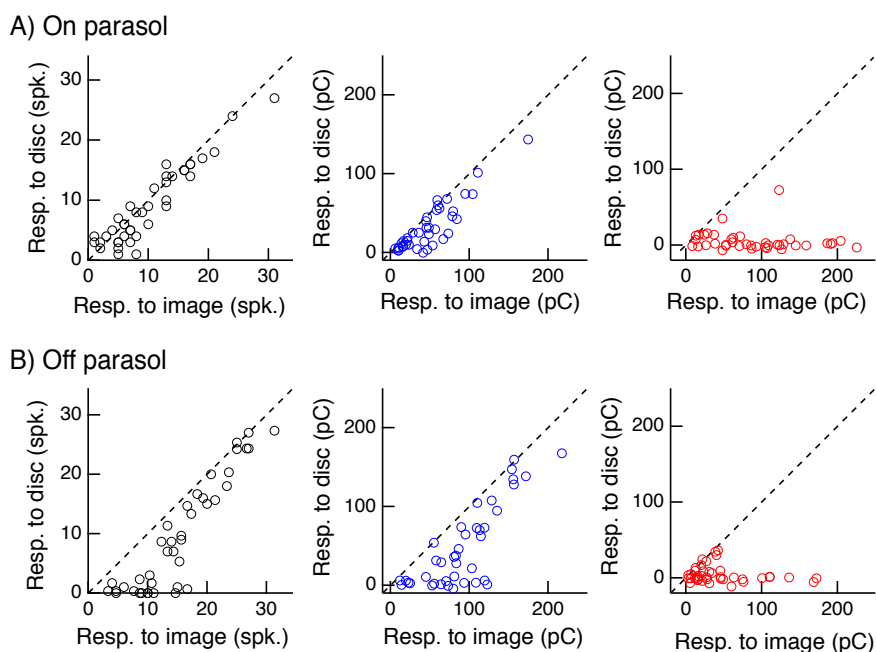 A) On parasol
Resp. to disc (spk.)
30
20
10
0
0 10 20 30
Resp. to image (spk.)
Resp. to disc (pC)
200
100
0
0 100 200
Resp. to image (pC)
Resp. to disc (pC)
200
100
0
0 100 200
Resp. to image (pC)
B) Off parasol
Resp. to disc (spk.)
30
20
10
0
0 10 20 30
Resp. to image (spk.)
Resp. to disc (pC)
200
100
0
0 100 200
Resp. to image (pC)
Resp. to disc (pC)
200
100
0
0 100 200
Resp. to image (pC)